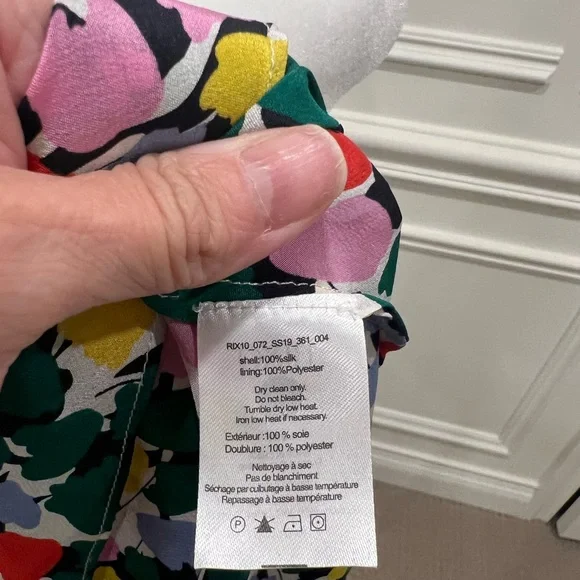 RIX10_072_SS19_361_004
shell:100%silk
lining:100%Polyester
Dry clean only.
Do not bleach.
Tumble dry low heat.
Iron low heat if necessary.
Extérieur :100 % soie
Doublure : 100 % polyester
Nettoyage à sec
Pas de blanchiment
Séchage par culbutage à basse température
Repassage à basse température
P